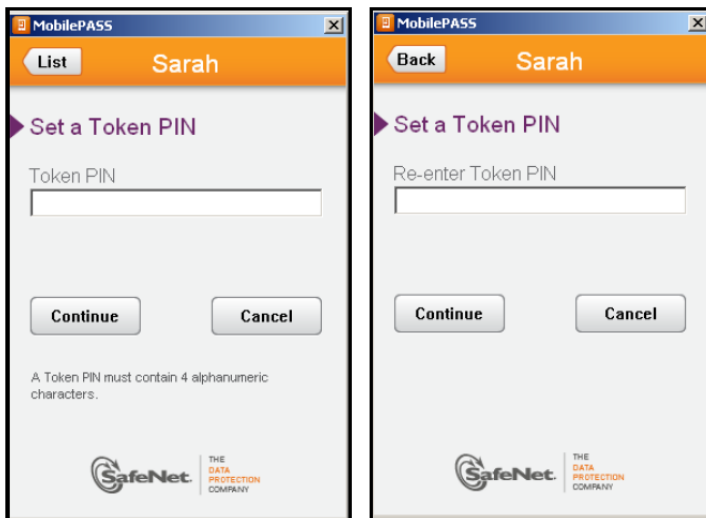 MobilePASS
List
Sarah
Set a Token PIN
Token PIN
Continue
Cancel
A Token PIN must contain 4 alphanumeric
characters.
SafeNet.
THE
DATA
PROTECTION
COMPANY
MobilePASS
Back
Sarah
Set a Token PIN
Re-enter Token PIN
Continue
Cancel
SafeNet.
THE
DATA
PROTECTION
COMPANY